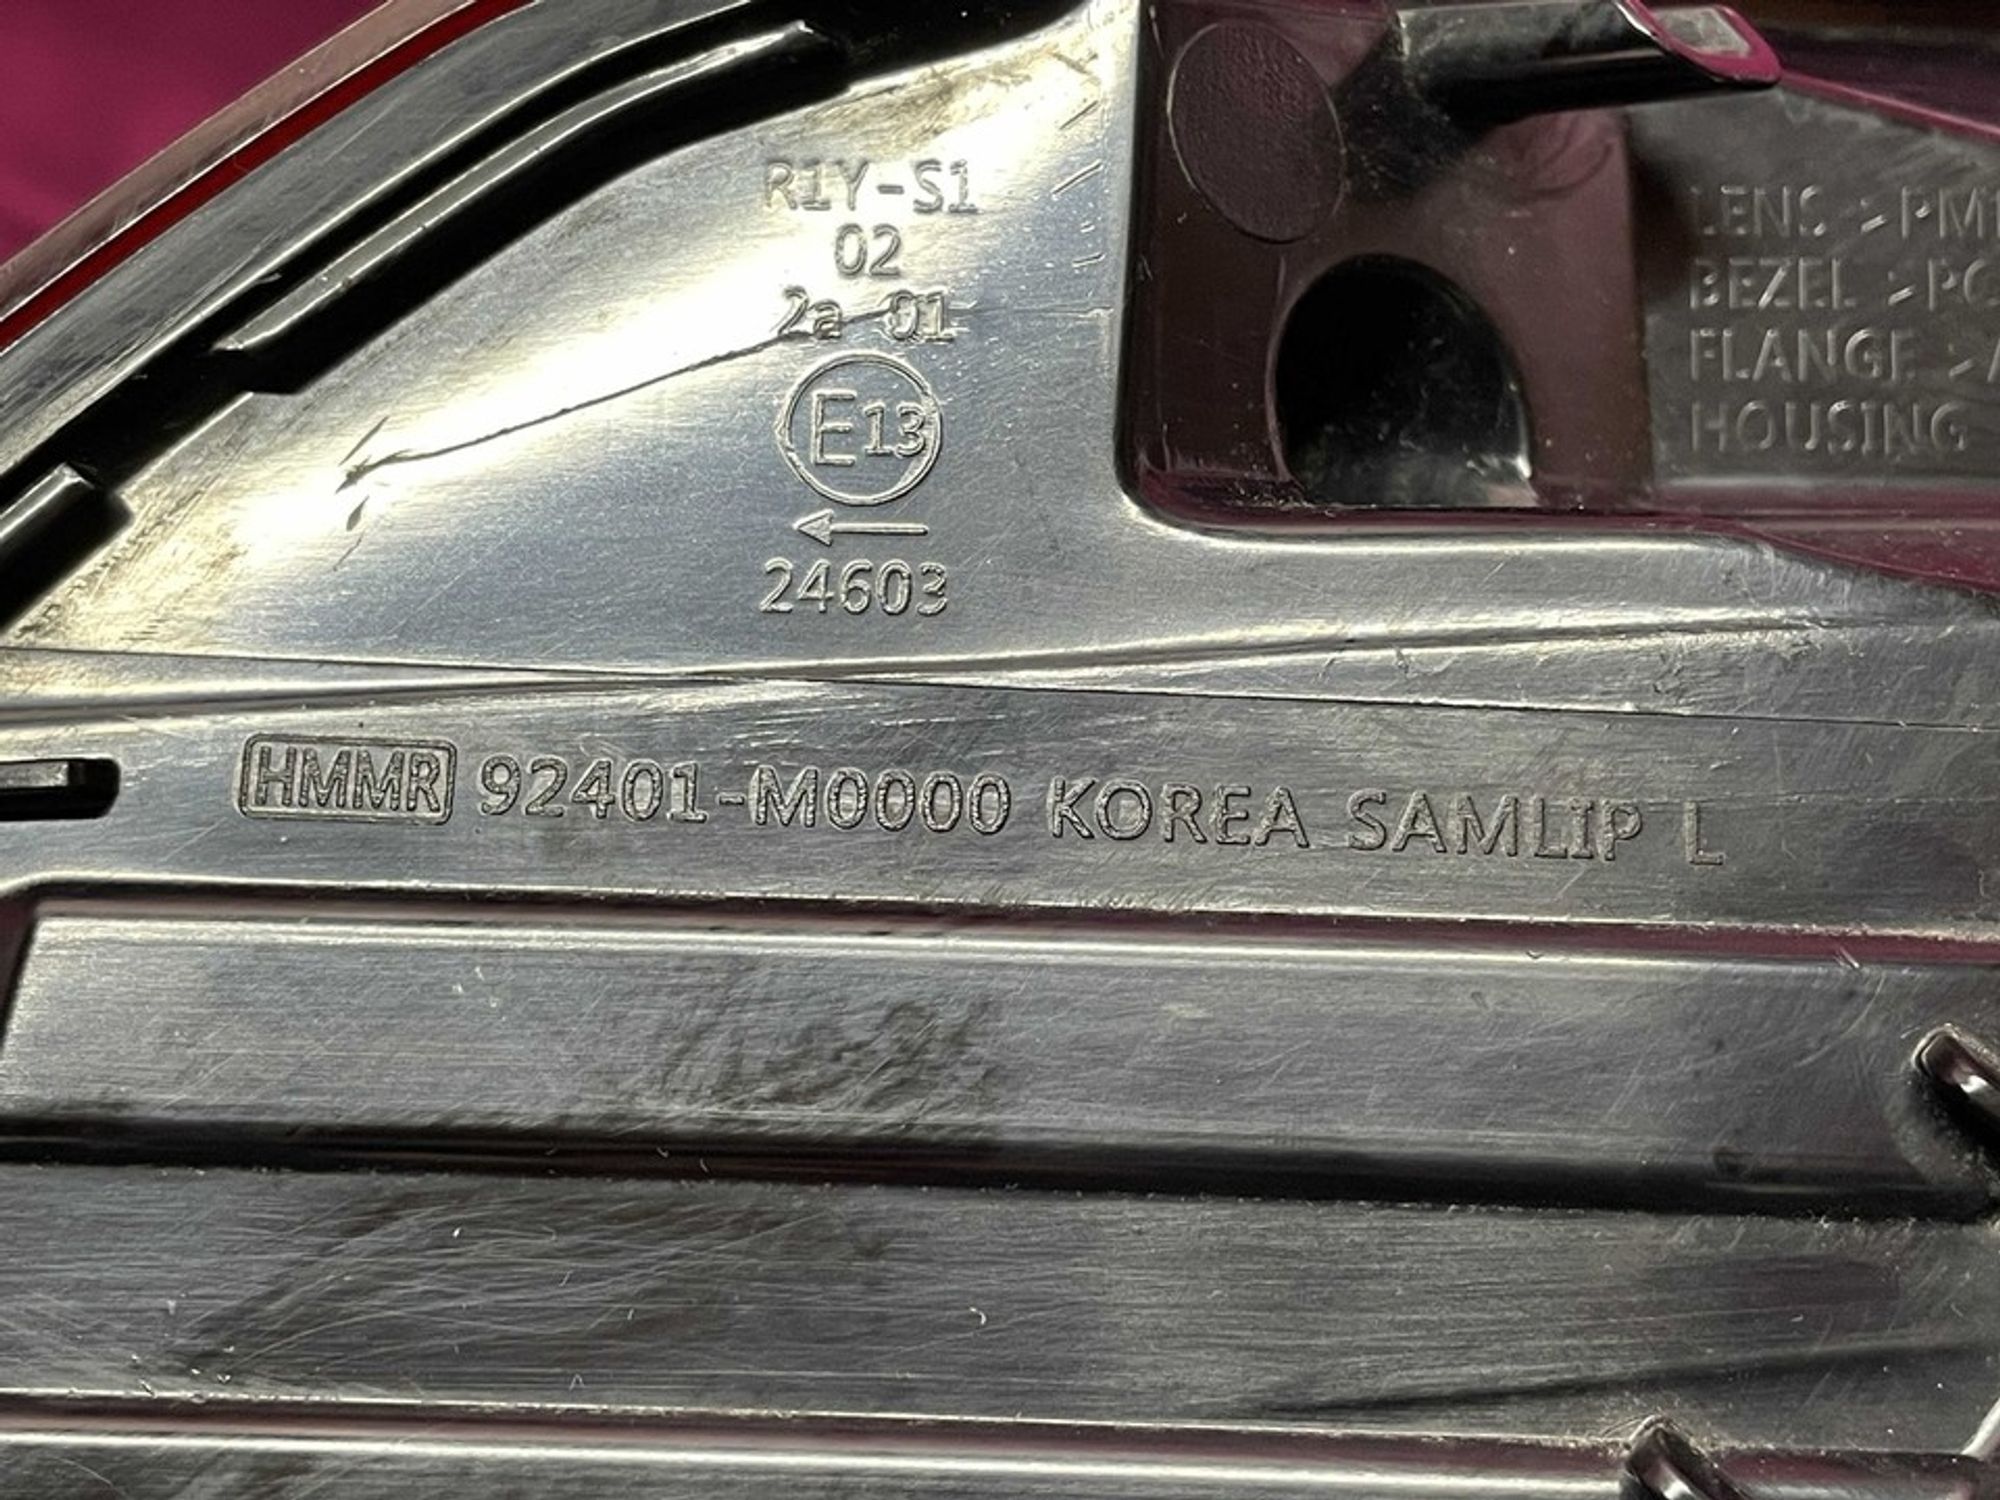 R1Y-S1
02
2a 01
E13
24603
LENS
BEZEL
FLANGE
HOUSING
HMMR 92401-M0000 KOREA SAMLIP L